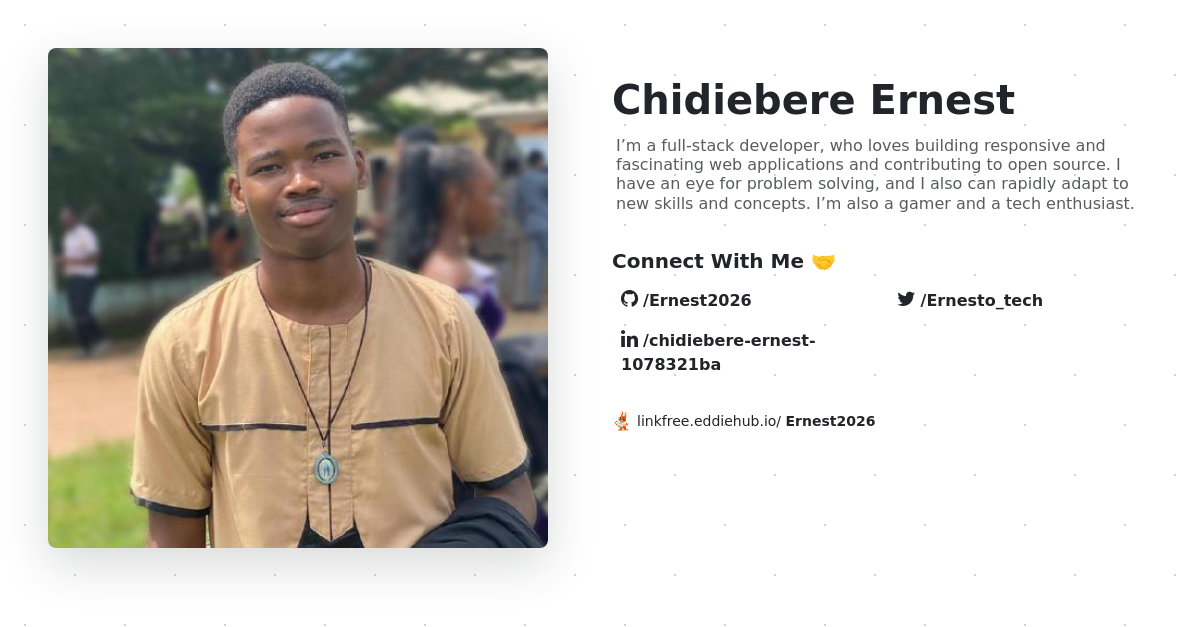 Chidiebere Ernest
I’m a full-stack developer, who loves building responsive and
fascinating web applications and contributing to open source. I
have an eye for problem solving, and I also can rapidly adapt to
new skills and concepts. I’m also a gamer and a tech enthusiast.
Connect With Me 🤝
/Ernest2026
/Ernesto_tech
in /chidiebere-ernest-
1078321ba
linkfree.eddiehub.io/ Ernest2026